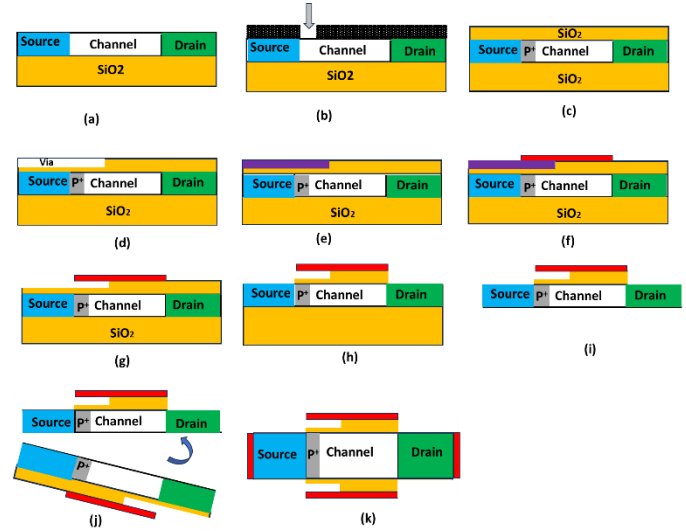 Source Channel Drain
SiO2
(a)
Source Channel Drain
SiO2
(b)
SiO₂
Source P⁺ Channel Drain
SiO₂
(c)
Via
Source P⁺ Channel Drain
SiO₂
(d)
Source P⁺ Channel Drain
SiO₂
(e)
Source P⁺ Channel Drain
SiO₂
(f)
Source P⁺ Channel Drain
SiO₂
(g)
Source P⁺ Channel Drain
(h)
Source P⁺ Channel Drain
(i)
Source P⁺ Channel Drain
P⁺
(j)
Source P⁺ Channel Drain
(k)